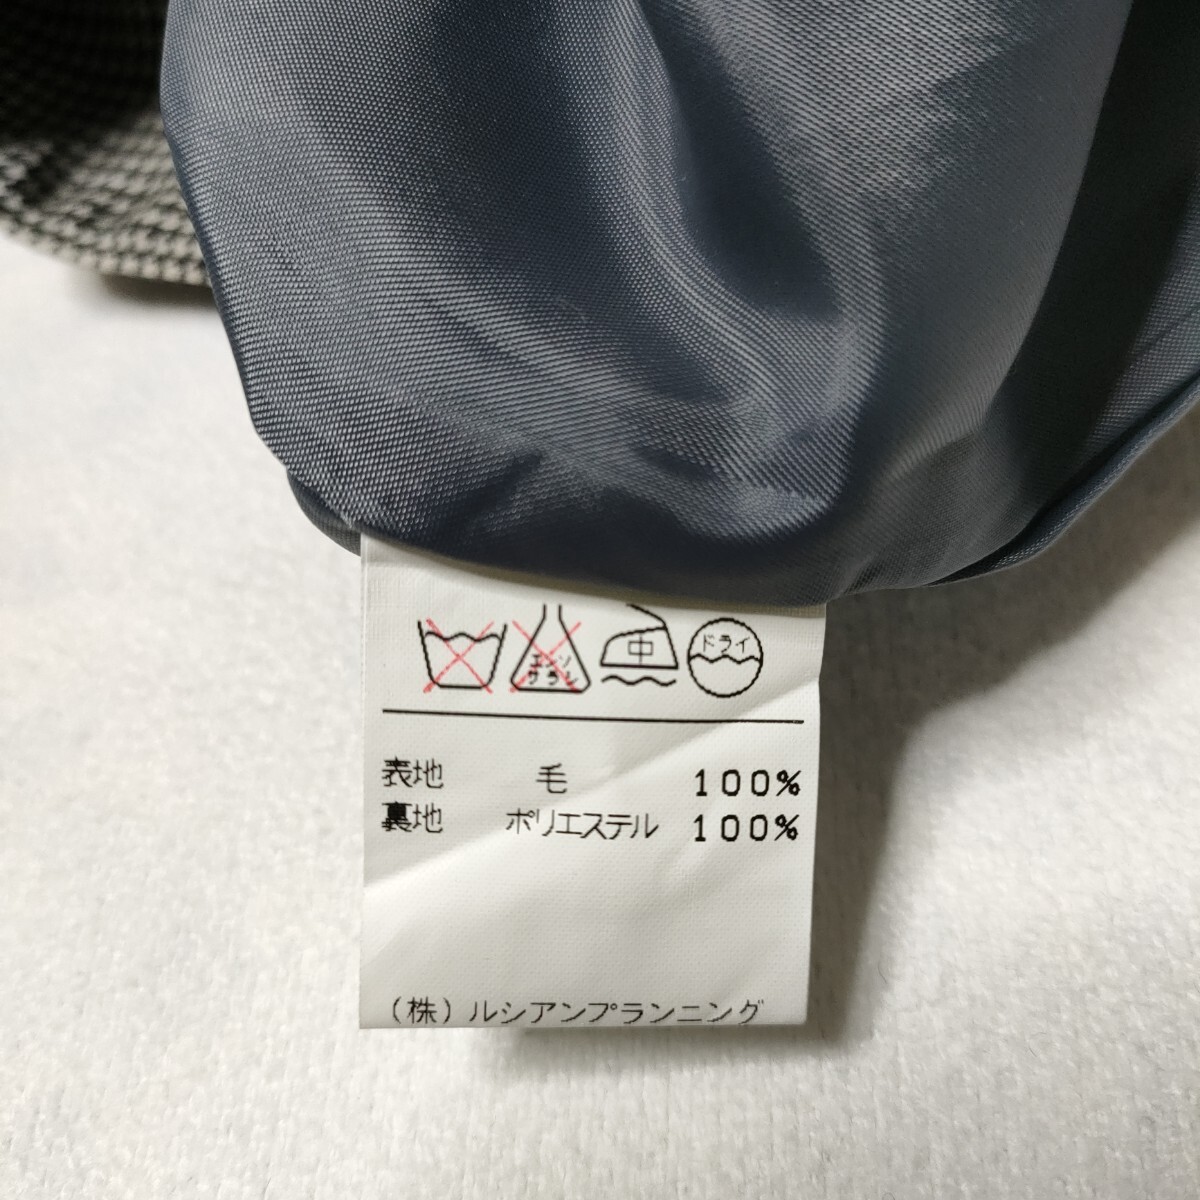 エンソ
サラシ
中
ドライ
表地 毛 100%
裏地 ポリエステル 100%
(株)ルシアンプランニング